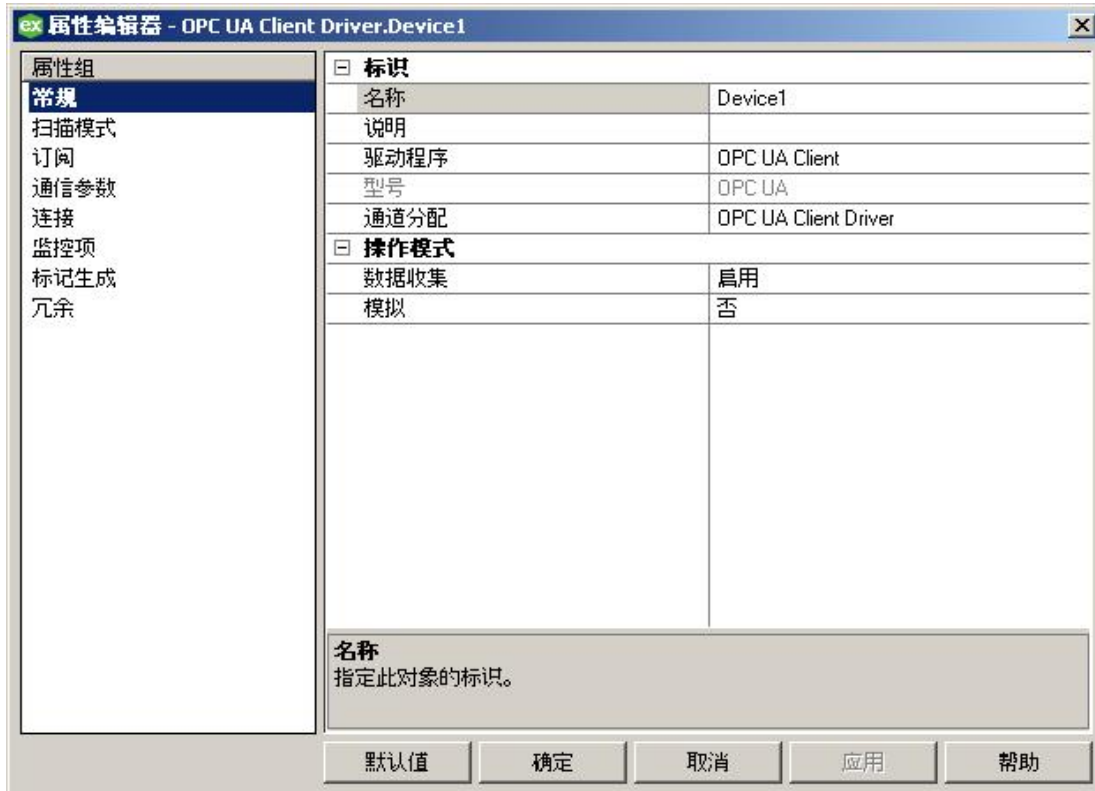 ex 属性编辑器 - OPC UA Client Driver.Device1
属性组
常规
扫描模式
订阅
通信参数
连接
监控项
标记生成
冗余
标识
名称 Device1
说明
驱动程序 OPC UA Client
型号 OPC UA
通道分配 OPC UA Client Driver
操作模式
数据收集 启用
模拟 否
名称
指定此对象的标识。
默认值 确定 取消 应用 帮助